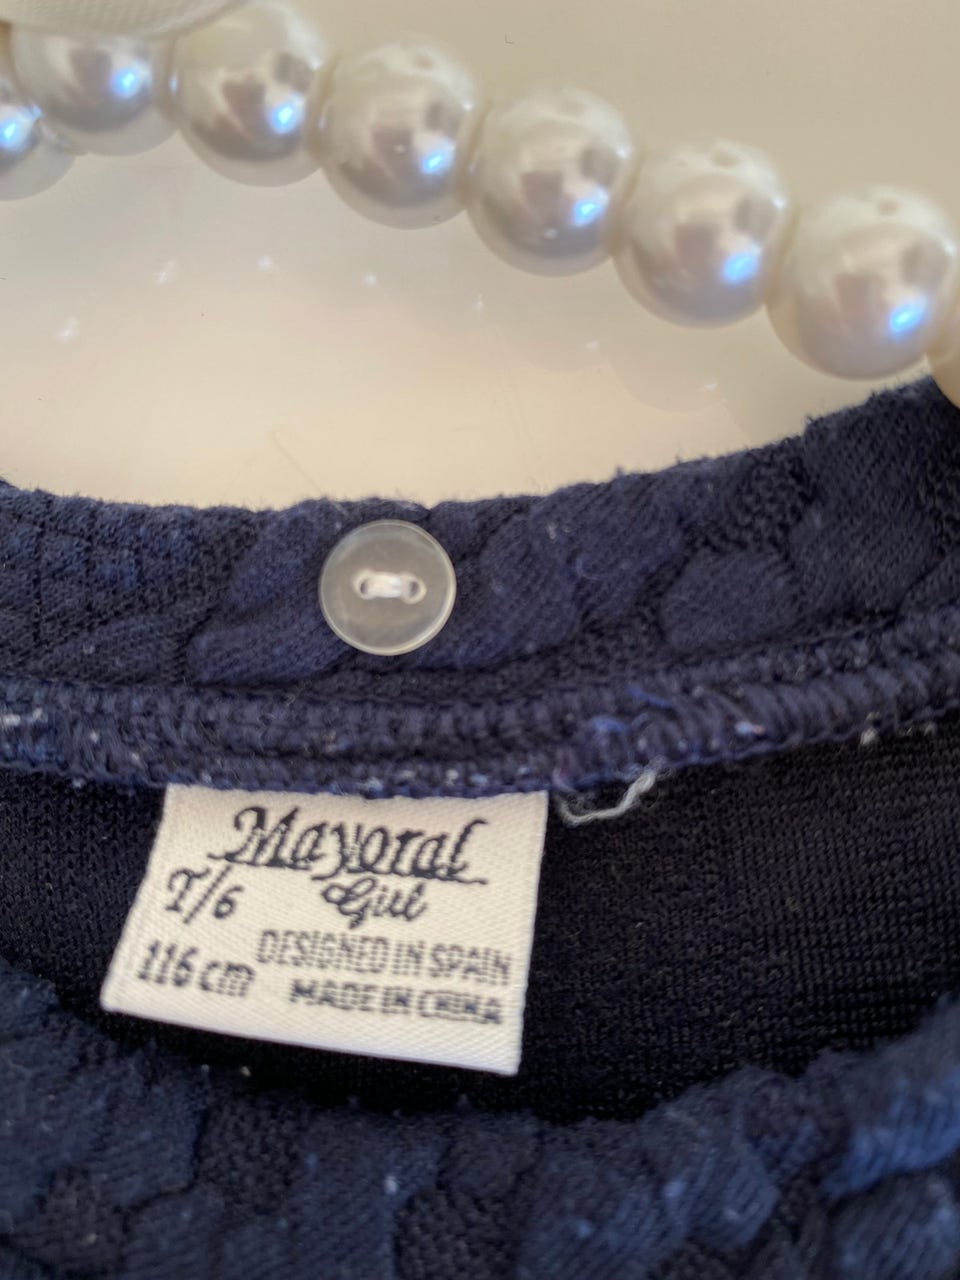 Mayoral
Girl
T/6
116 cm
DESIGNED IN SPAIN
MADE IN CHINA